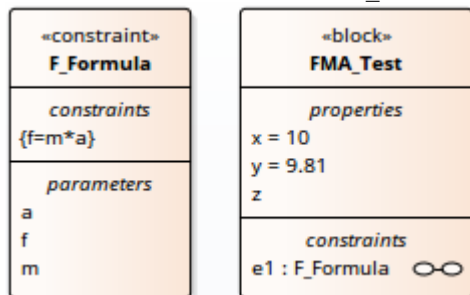 «constraint»
F_Formula
constraints
{f=m*a}
parameters
a
f
m
«block»
FMA_Test
properties
x = 10
y = 9.81
z
constraints
e1 : F_Formula